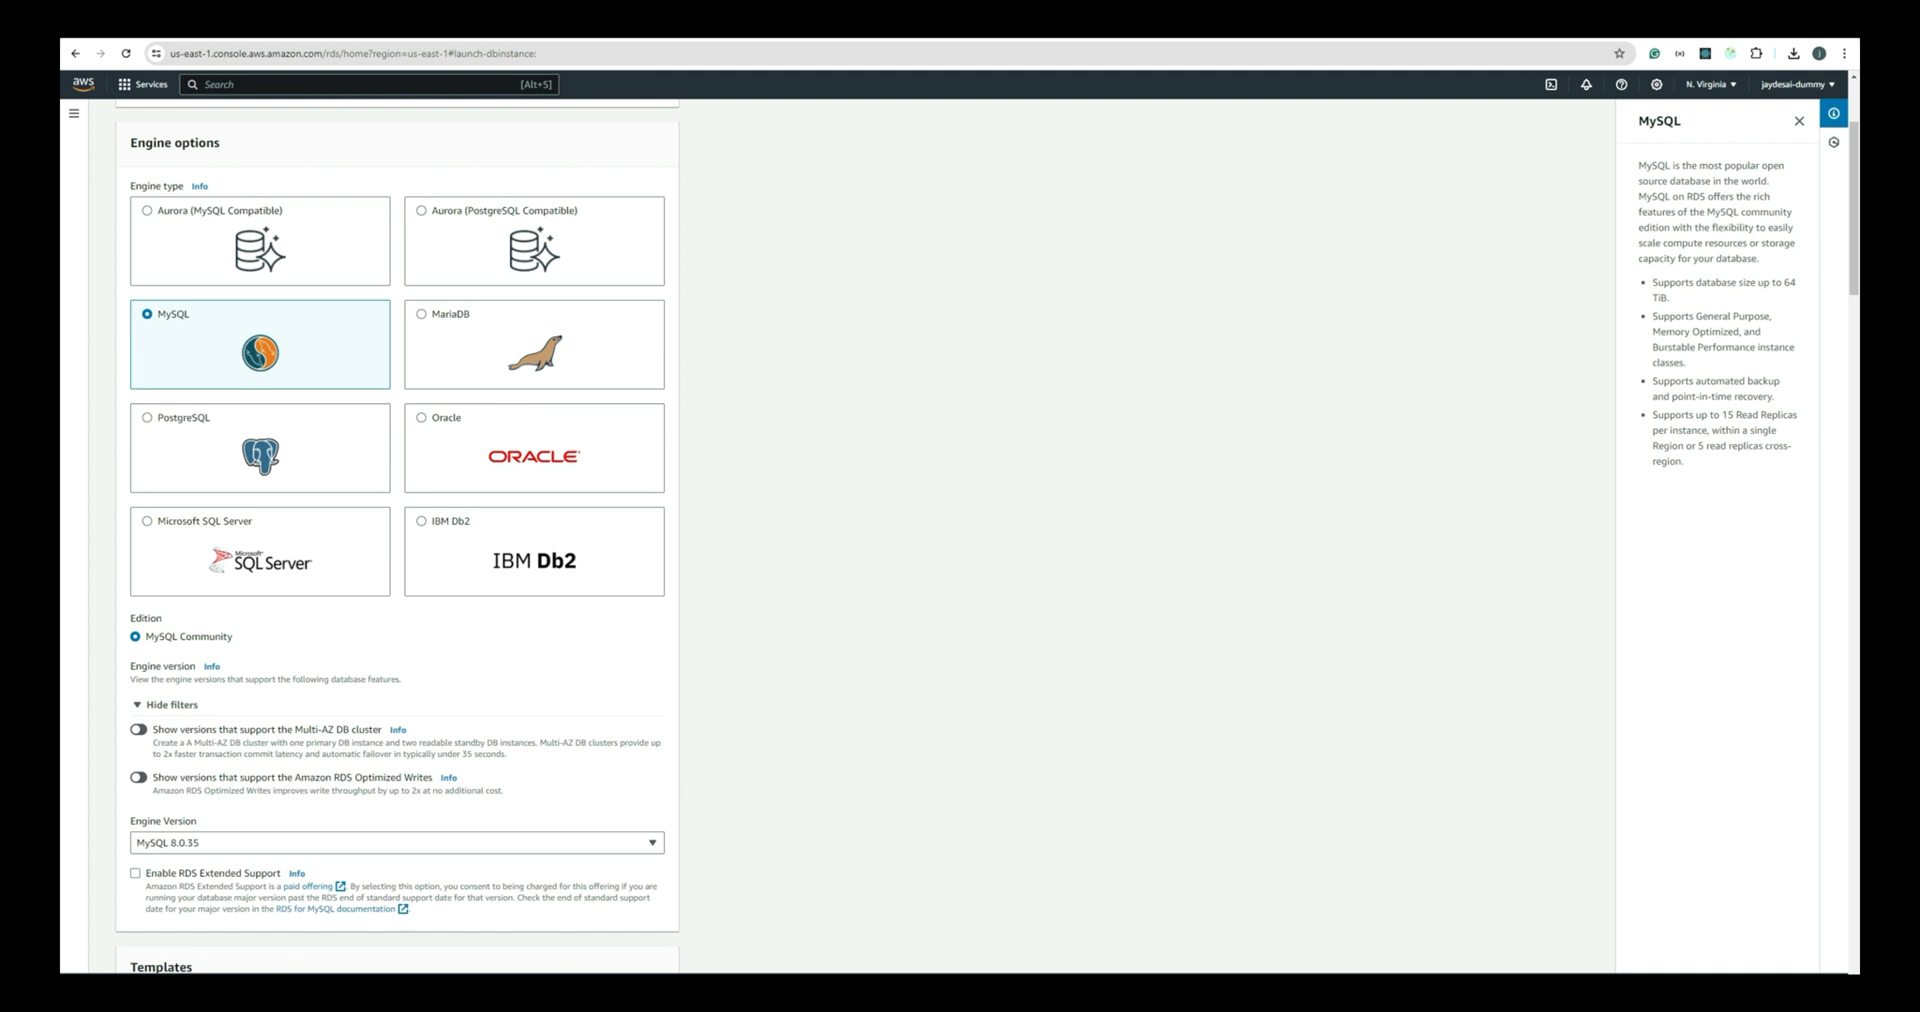 us-east-1.console.aws.amazon.com/rds/home?region=us-east-1#launch-dbinstance:
aws
Services
Search
[Alt+S]
N. Virginia
jaydesai-dummy
Engine options
Engine type Info
Aurora (MySQL Compatible)
Aurora (PostgreSQL Compatible)
MySQL
MariaDB
PostgreSQL
Oracle
ORACLE
Microsoft SQL Server
Microsoft
SQL Server
IBM Db2
IBM Db2
Edition
MySQL Community
Engine version Info
View the engine versions that support the following database features.
Hide filters
Show versions that support the Multi-AZ DB cluster Info
Create a A Multi-AZ DB cluster with one primary DB instance and two readable standby DB instances. Multi-AZ DB clusters provide up
to 2x faster transaction commit latency and automatic failover in typically under 35 seconds.
Show versions that support the Amazon RDS Optimized Writes Info
Amazon RDS Optimized Writes improves write throughput by up to 2x at no additional cost.
Engine Version
MySQL 8.0.35
Enable RDS Extended Support Info
Amazon RDS Extended Support is a paid offering. By selecting this option, you consent to being charged for this offering if you are
running your database major version past the RDS end of standard support date for that version. Check the end of standard support
date for your major version in the RDS for MySQL documentation.
Templates
MySQL
MySQL is the most popular open
source database in the world.
MySQL on RDS offers the rich
features of the MySQL community
edition with the flexibility to easily
scale compute resources or storage
capacity for your database.
• Supports database size up to 64
TiB.
• Supports General Purpose,
Memory Optimized, and
Burstable Performance instance
classes.
• Supports automated backup
and point-in-time recovery.
• Supports up to 15 Read Replicas
per instance, within a single
Region or 5 read replicas cross-
region.